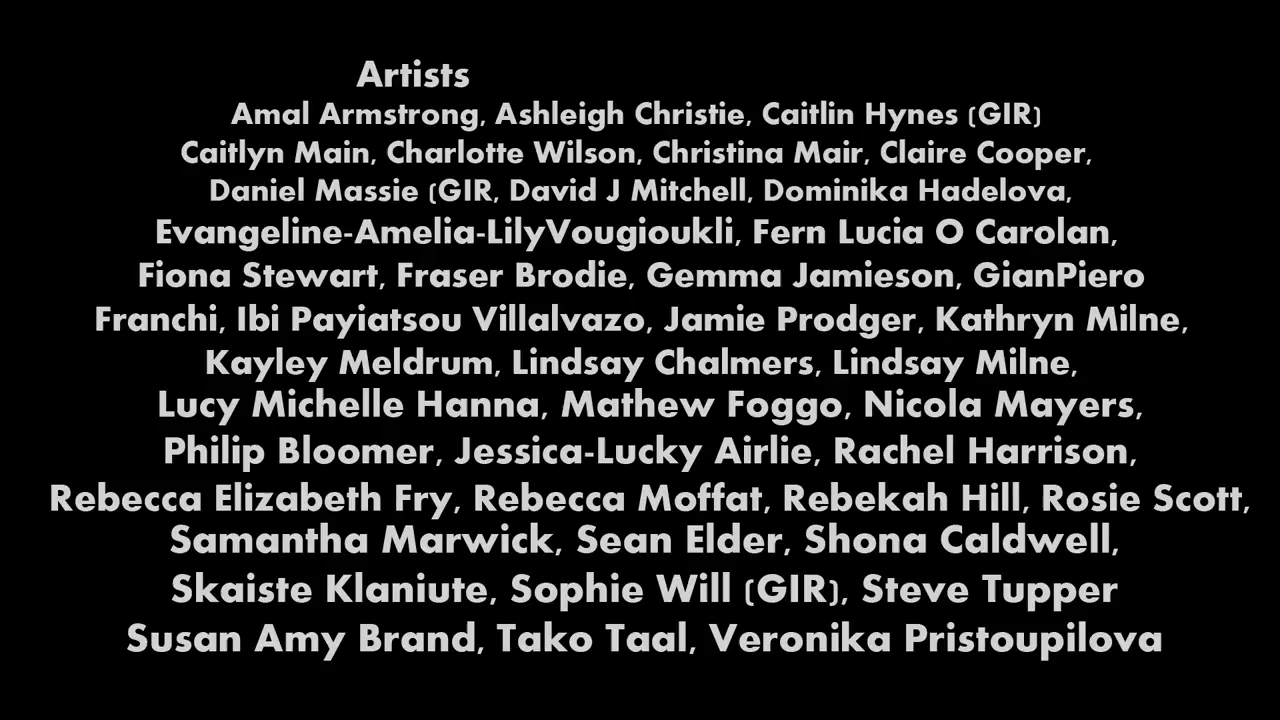 Artists
Amal Armstrong, Ashleigh Christie, Caitlin Hynes (GIR)
Caitlyn Main, Charlotte Wilson, Christina Mair, Claire Cooper,
Daniel Massie (GIR, David J Mitchell, Dominika Hadelova,
Evangeline-Amelia-LilyVougioukli, Fern Lucia O Carolan,
Fiona Stewart, Fraser Brodie, Gemma Jamieson, GianPiero
Franchi, Ibi Payiatsou Villalvazo, Jamie Prodger, Kathryn Milne,
Kayley Meldrum, Lindsay Chalmers, Lindsay Milne,
Lucy Michelle Hanna, Mathew Foggo, Nicola Mayers,
Philip Bloomer, Jessica-Lucky Airlie, Rachel Harrison,
Rebecca Elizabeth Fry, Rebecca Moffat, Rebekah Hill, Rosie Scott,
Samantha Marwick, Sean Elder, Shona Caldwell,
Skaiste Klaniute, Sophie Will (GIR), Steve Tupper
Susan Amy Brand, Tako Taal, Veronika Pristoupilova